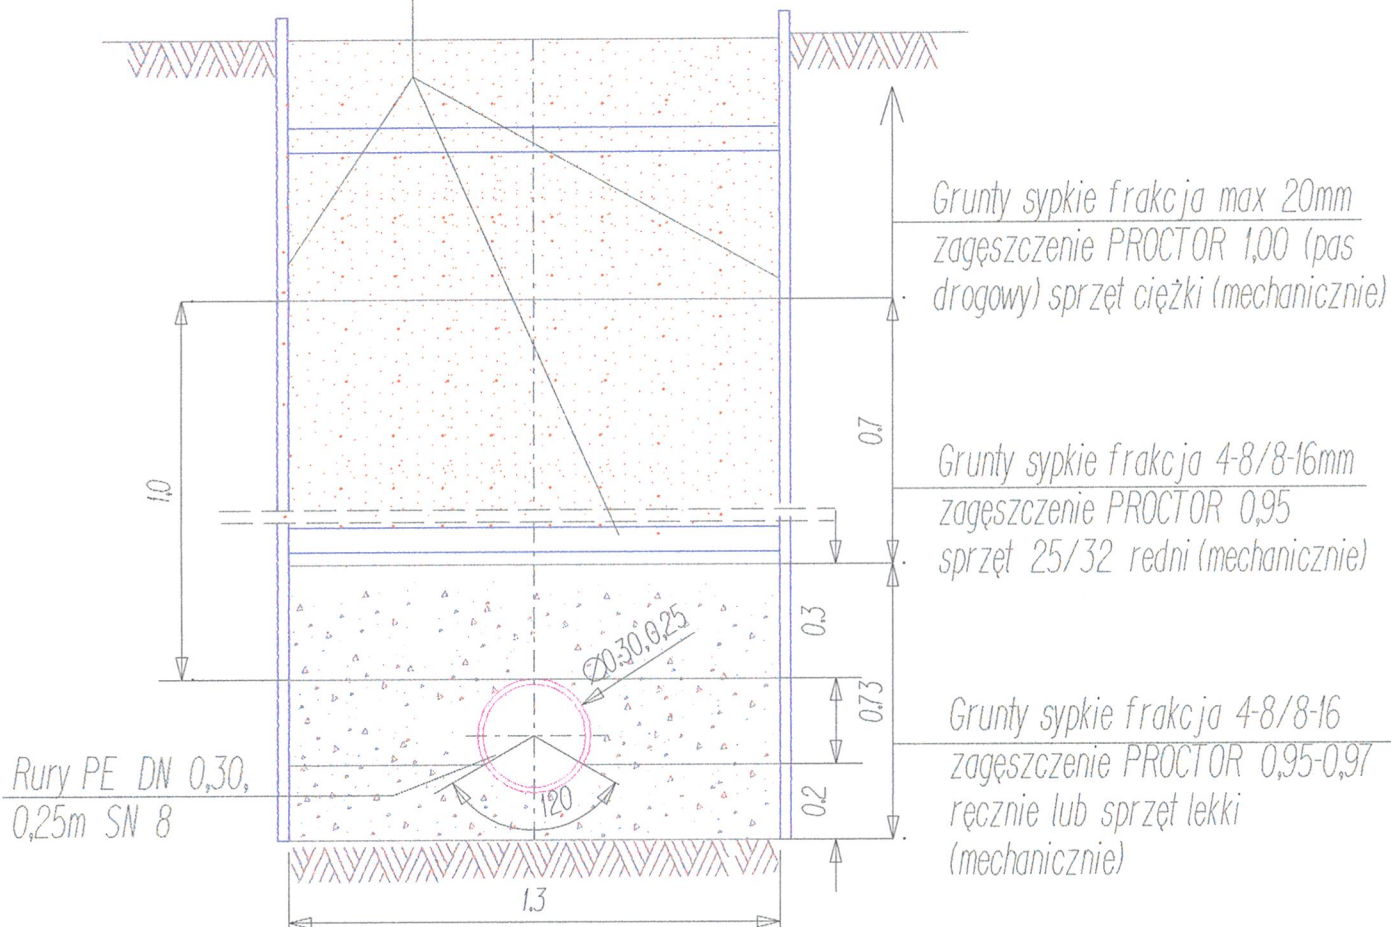 Grunty sypkie frakcja max 20mm
zagęszczenie PROCTOR 1,00 (pas
drogowy) sprzęt ciężki (mechanicznie)
0.7
1.0
Grunty sypkie frakcja 4-8/8-16mm
zagęszczenie PROCTOR 0,95
sprzęt 25/32 redni (mechanicznie)
0.3
Ø0.30,0,25
0.73
Grunty sypkie frakcja 4-8/8-16
zagęszczenie PROCTOR 0,95-0,97
ręcznie lub sprzęt lekki
(mechanicznie)
Rury PE DN 0,30,
0,25m SN 8
120
0.2
1.3